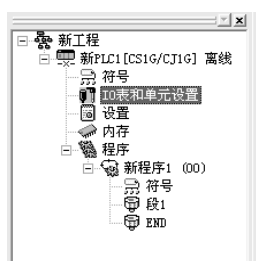 新工程
新PLC1[CS1G/CJ1G] 离线
符号
IO表和单元设置
设置
内存
程序
新程序1 (00)
符号
段1
END